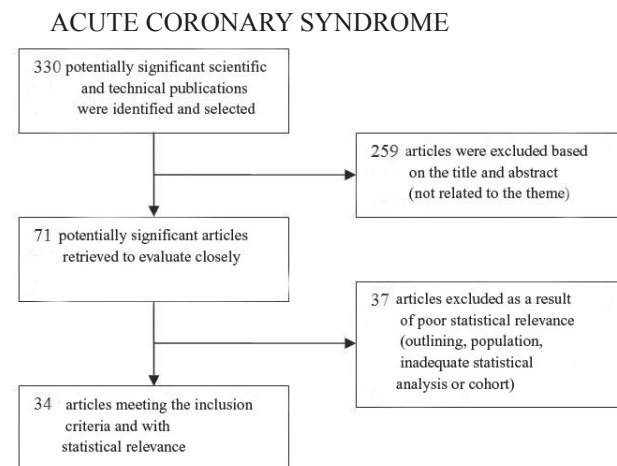 ACUTE CORONARY SYNDROME
330 potentially significant scientific
and technical publications
were identified and selected
259 articles were excluded based
on the title and abstract
(not related to the theme)
71 potentially significant articles
retrieved to evaluate closely
37 articles excluded as a result
of poor statistical relevance
(outlining, population,
inadequate statistical
analysis or cohort)
34 articles meeting the inclusion
criteria and with
statistical relevance